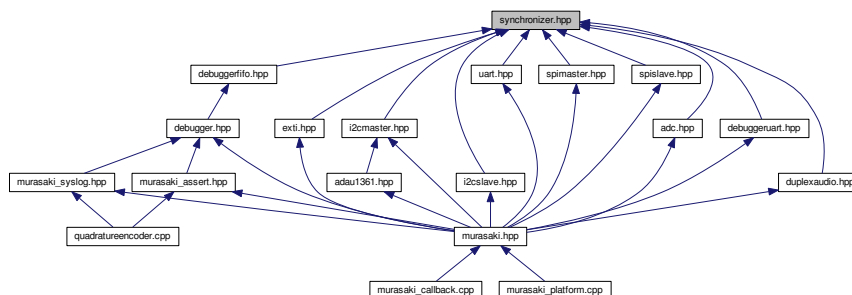 synchronizer.hpp
debuggerfifo.hpp
uart.hpp
spimaster.hpp
spislave.hpp
debugger.hpp
exti.hpp
i2cmaster.hpp
adc.hpp
debuggeruart.hpp
murasaki_syslog.hpp
murasaki_assert.hpp
adau1361.hpp
i2cslave.hpp
duplexaudio.hpp
quadratureencoder.cpp
murasaki.hpp
murasaki_callback.cpp
murasaki_platform.cpp